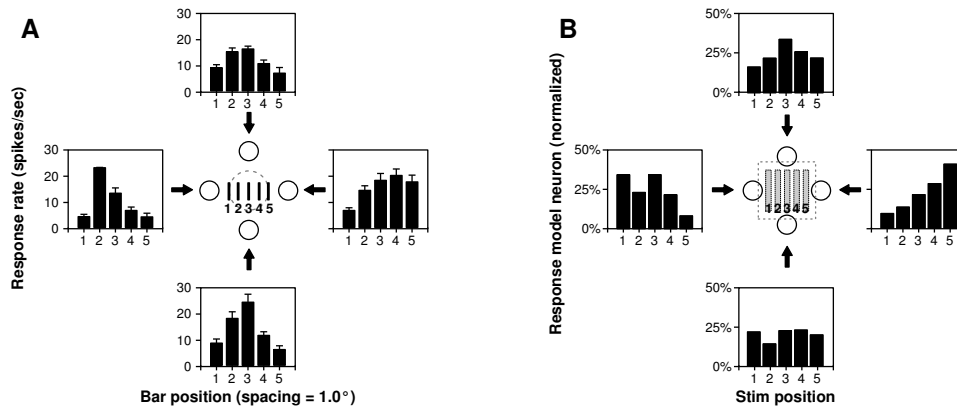 A
Response rate (spikes/sec)
30
20
10
0
1 2 3 4 5
30
20
10
0
1 2 3 4 5
1 2 3 4 5
1 2 3 4 5
30
20
10
0
1 2 3 4 5
Bar position (spacing = 1.0°)
B
Response model neuron (normalized)
50%
25%
0%
1 2 3 4 5
50%
25%
0%
1 2 3 4 5
1 2 3 4 5
1 2 3 4 5
50%
25%
0%
1 2 3 4 5
Stim position